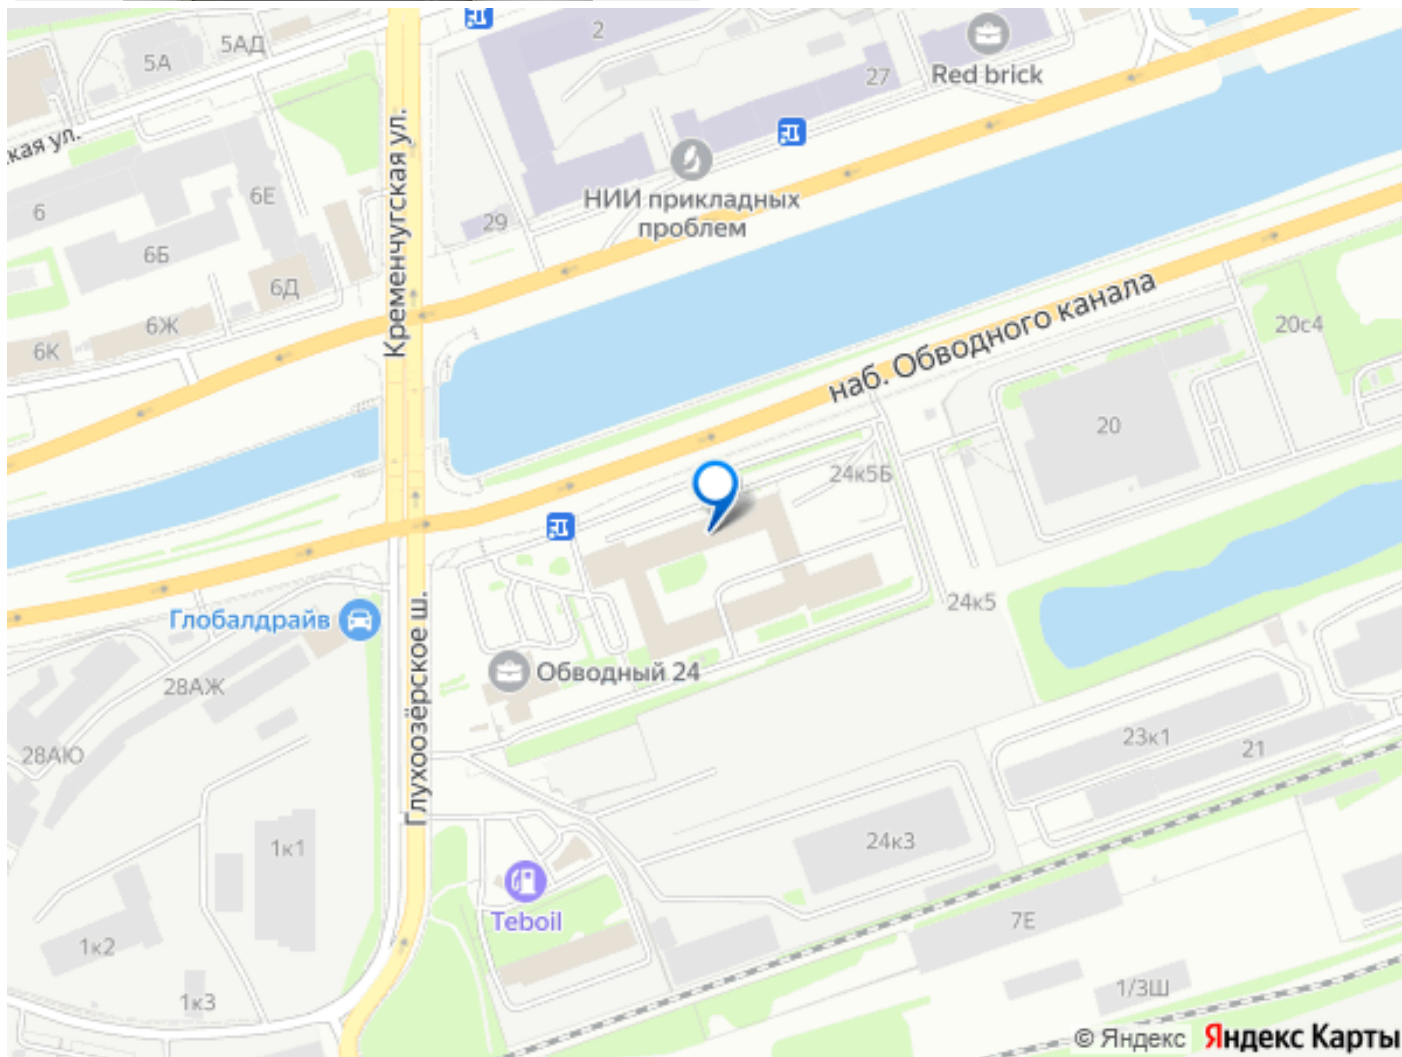 2
5АД
5А
27
Red brick
кая ул.
Кременчугская ул.
НИИ прикладных
проблем
6Е
6
29
6Б
6Д
6Ж
6К
наб. Обводного канала
20с4
20
24к5Б
24к5
Глобалдрайв
Глухоозёрское ш.
Обводный 24
28АЖ
28АЮ
23к1
21
24к3
1к1
Teboil
7Е
1к2
1/3Ш
1к3
© Яндекс Яндекс Карты